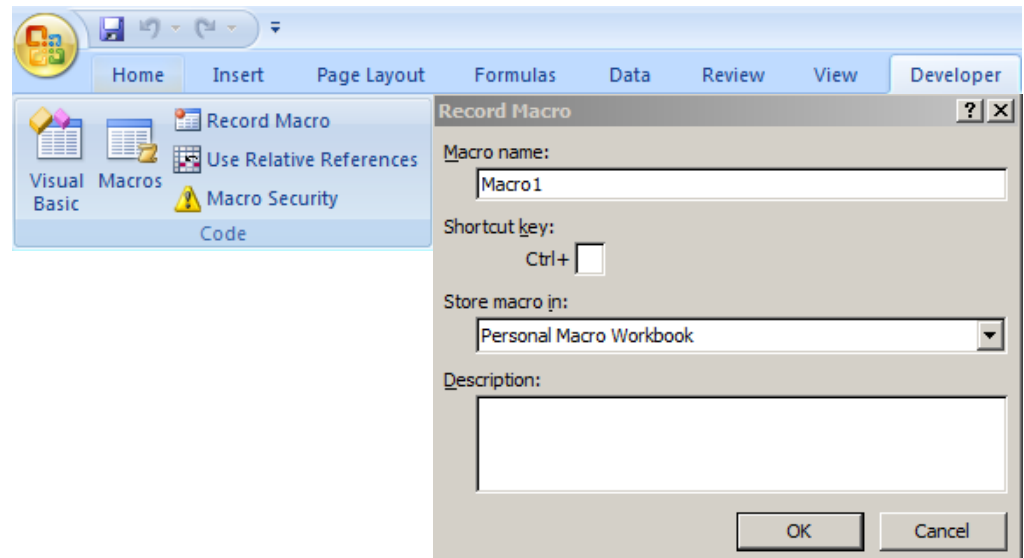 Home Insert Page Layout Formulas Data Review View Developer
Record Macro
Use Relative References
Macro Security
Visual Basic
Macros
Code
Record Macro
Macro name:
Macro1
Shortcut key:
Ctrl+
Store macro in:
Personal Macro Workbook
Description:
OK Cancel